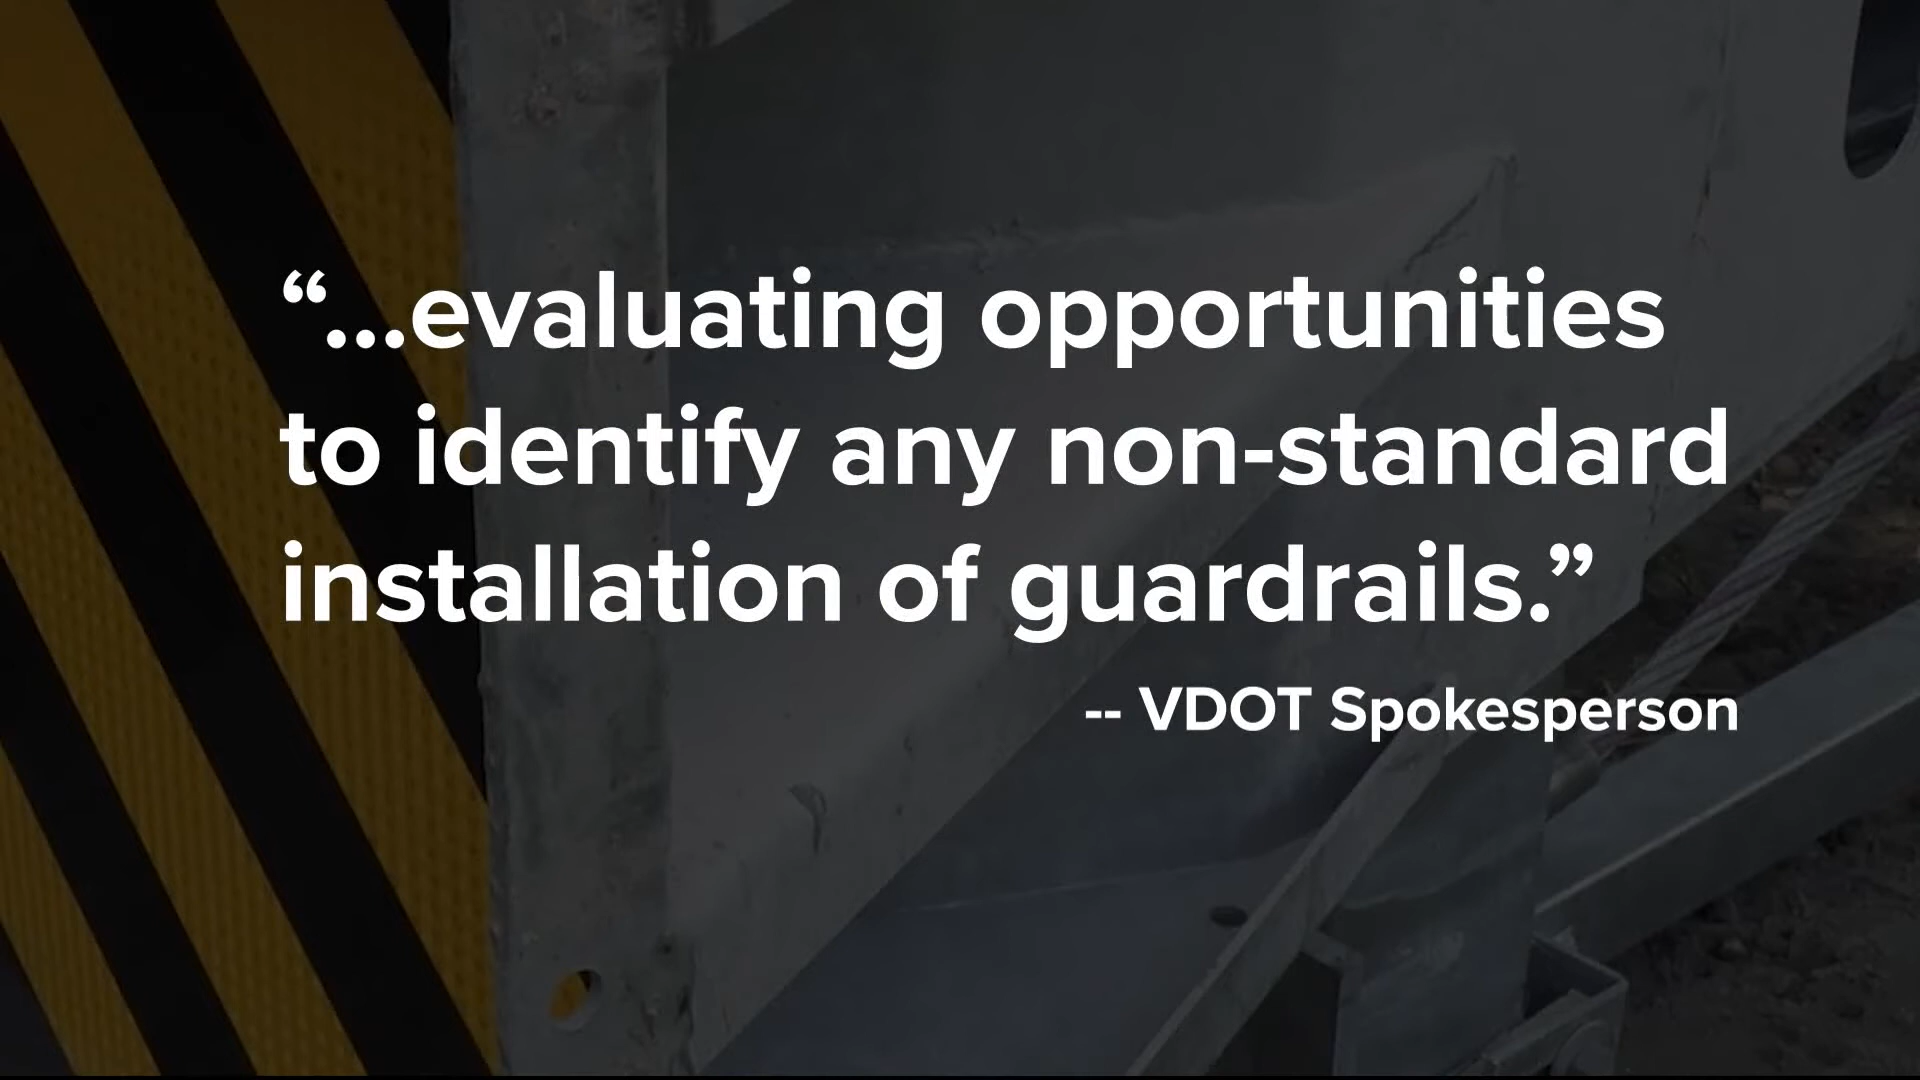 “...evaluating opportunities
to identify any non-standard
installation of guardrails.”
-- VDOT Spokesperson